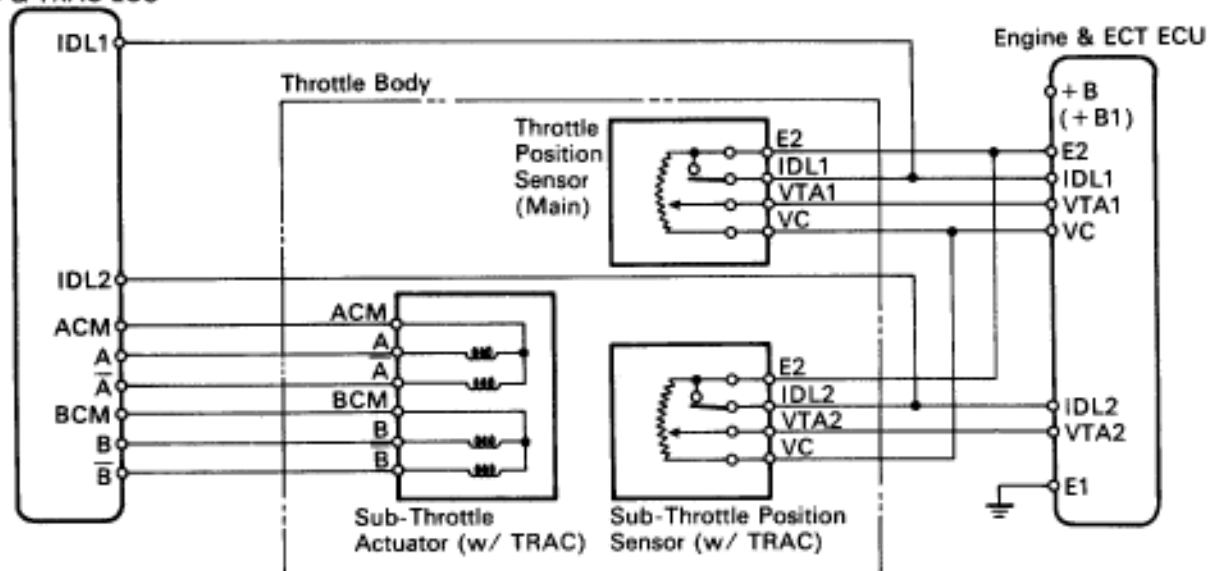 Engine & ECT ECU
Throttle Body
IDL1
+B
(+B1)
Throttle
Position
Sensor
(Main)
E2
IDL1
VTA1
VC
E2
IDL1
VTA1
VC
IDL2
ACM
A
A̅
BCM
B
B̅
ACM
A
A̅
BCM
B
B̅
E2
IDL2
VTA2
VC
IDL2
VTA2
E1
Sub-Throttle
Actuator (w/ TRAC)
Sub-Throttle Position
Sensor (w/ TRAC)